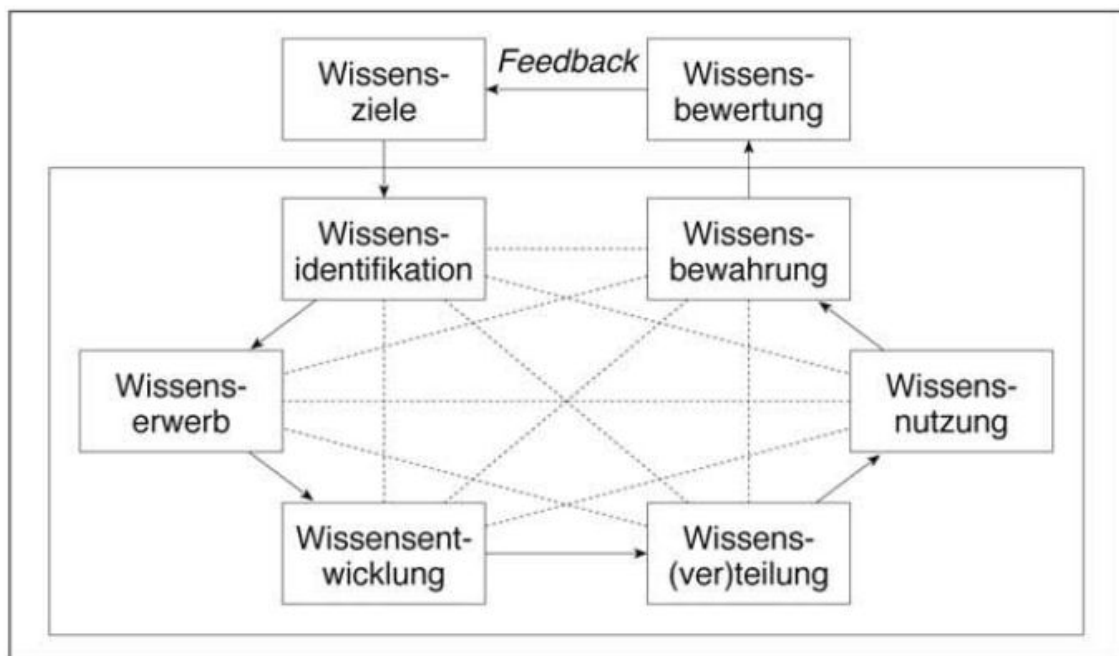 Wissens-
ziele
Feedback
Wissens-
bewertung
Wissens-
identifikation
Wissens-
bewahrung
Wissens-
erwerb
Wissens-
nutzung
Wissensent-
wicklung
Wissens-
(ver)teilung